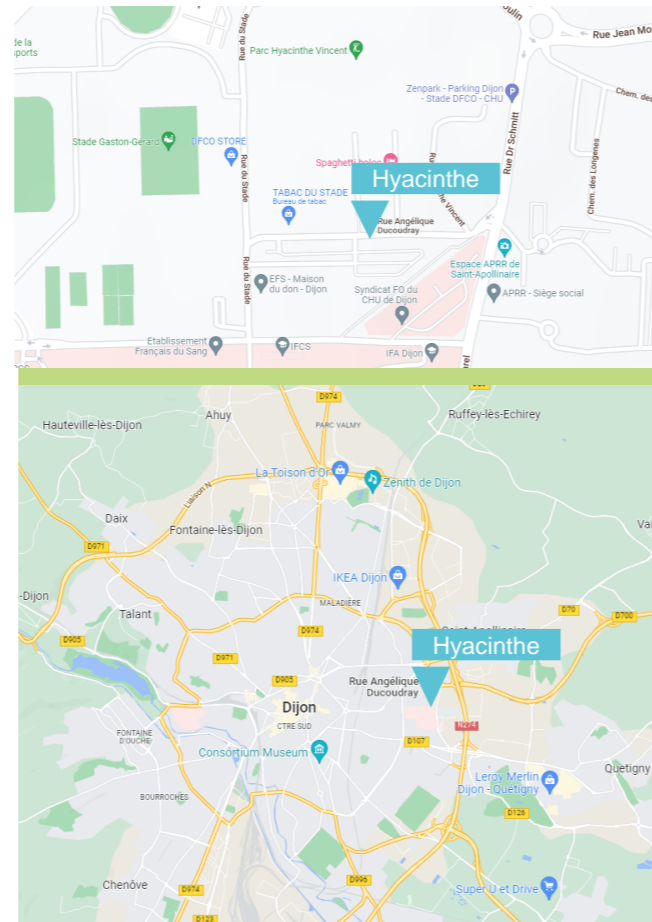 Rue Jean Mo
oulin
de la
ports
Rue du Stade
Parc Hyacinthe Vincent
Zenpark - Parking Dijon
- Stade DFCO - CHU
Chem. des
Stade Gaston-Gérard
DFCO STORE
Rue Dr Schmitt
Chem. des Longènes
Rue du Stade
Hyacinthe
TABAC DU STADE
Bureau de tabac
he Vincent
Rue Angélique
Ducoudray
Espace APRR de
Saint-Apollinaire
Rue du Stade
EFS - Maison
du don - Dijon
Syndicat FO du
CHU de Dijon
APRR - Siège social
Etablissement
Français du Sang
IFCS
IFA Dijon
D974
Ahuy
Ruffey-lès-Echirey
Hauteville-lès-Dijon
PARC VALMY
La Toison d'Or
Zénith de Dijon
Liaison N
Daix
Fontaine-lès-Dijon
Va
D971
IKEA Dijon
-Dijon
MALADIÈRE
Talant
D70
D700
D974
D905
Hyacinthe
D971
D905
Rue Angélique
Ducoudray
Dijon
CTRE SUD
N274
FONTAINE
D'OUCHE
D107
Consortium Museum
Quetigny
Leroy Merlin
Dijon - Quetigny
BOURROCHES
D126
Chenôve
D974
D996
Super U et Drive
D123